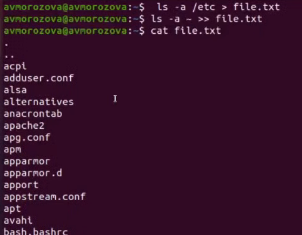 avmorozova@avmorozova:~$  ls -a /etc > file.txt
avmorozova@avmorozova:~$ ls -a ~ >> file.txt
avmorozova@avmorozova:~$ cat file.txt
.
..
acpi
adduser.conf
alsa
alternatives
anacrontab
apache2
apg.conf
apm
apparmor
apparmor.d
apport
appstream.conf
apt
avahi
bash.bashrc